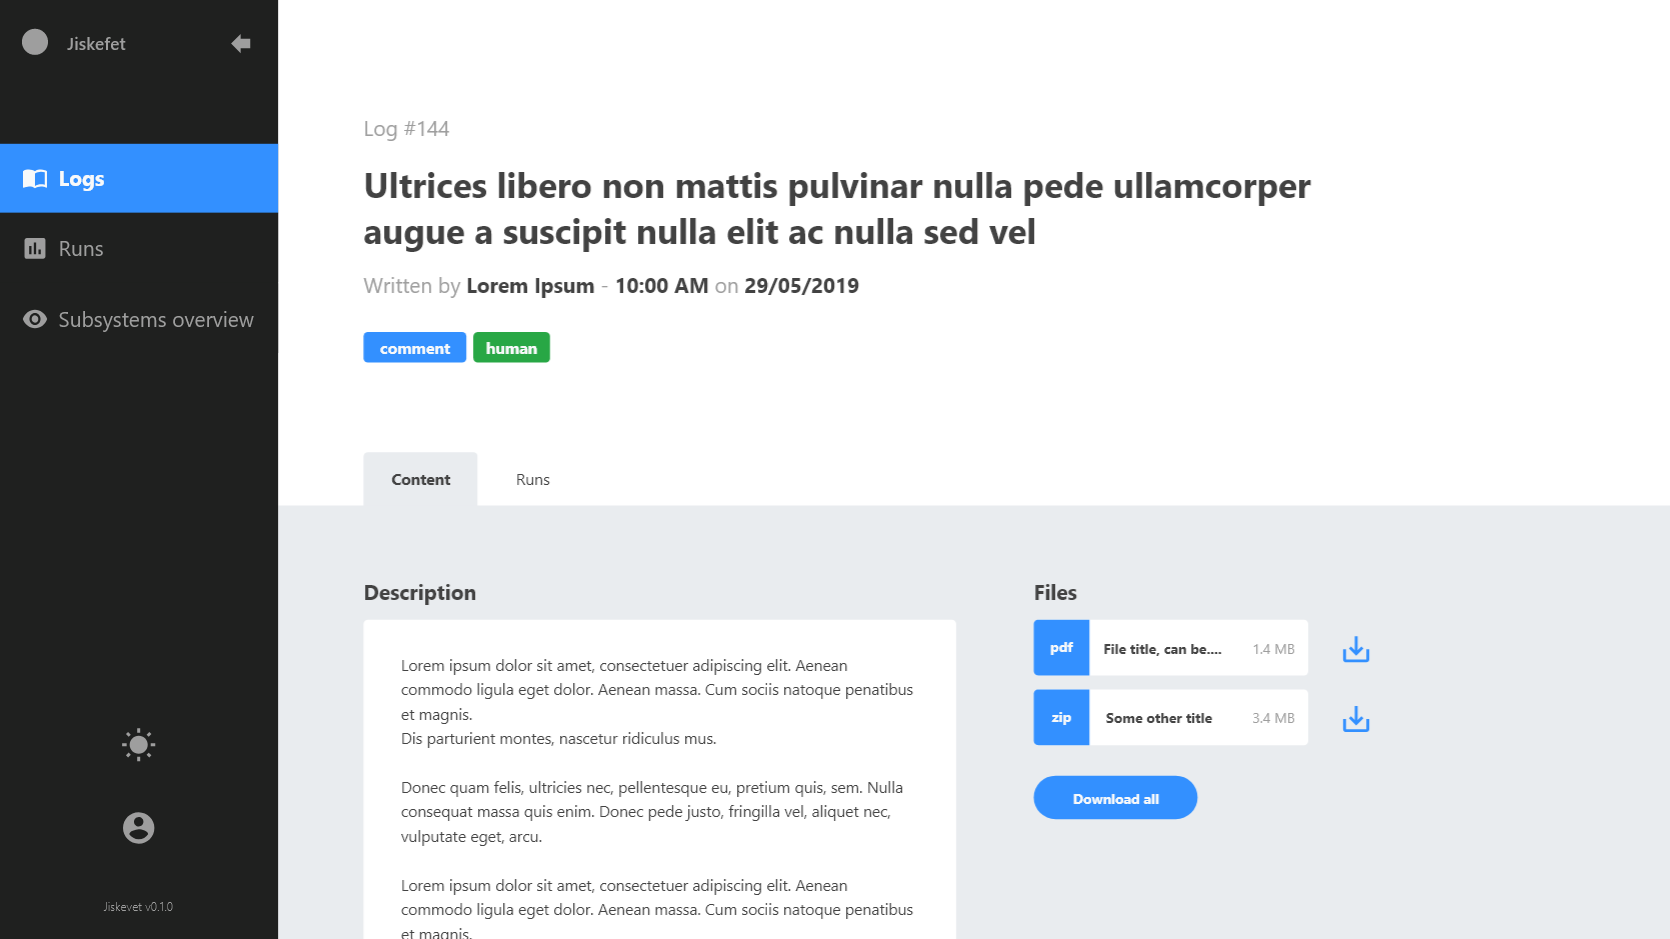 Jiskefet
Logs
Runs
Subsystems overview
Jiskevet v0.1.0
Log #144
Ultrices libero non mattis pulvinar nulla pede ullamcorper
augue a suscipit nulla elit ac nulla sed vel
Written by Lorem Ipsum - 10:00 AM on 29/05/2019
comment human
Content Runs
Description
Lorem ipsum dolor sit amet, consectetuer adipiscing elit. Aenean
commodo ligula eget dolor. Aenean massa. Cum sociis natoque penatibus
et magnis.
Dis parturient montes, nascetur ridiculus mus.
Donec quam felis, ultricies nec, pellentesque eu, pretium quis, sem. Nulla
consequat massa quis enim. Donec pede justo, fringilla vel, aliquet nec,
vulputate eget, arcu.
Lorem ipsum dolor sit amet, consectetuer adipiscing elit. Aenean
commodo ligula eget dolor. Aenean massa. Cum sociis natoque penatibus
et magnis.
Files
pdf File title, can be.... 1.4 MB
zip Some other title 3.4 MB
Download all